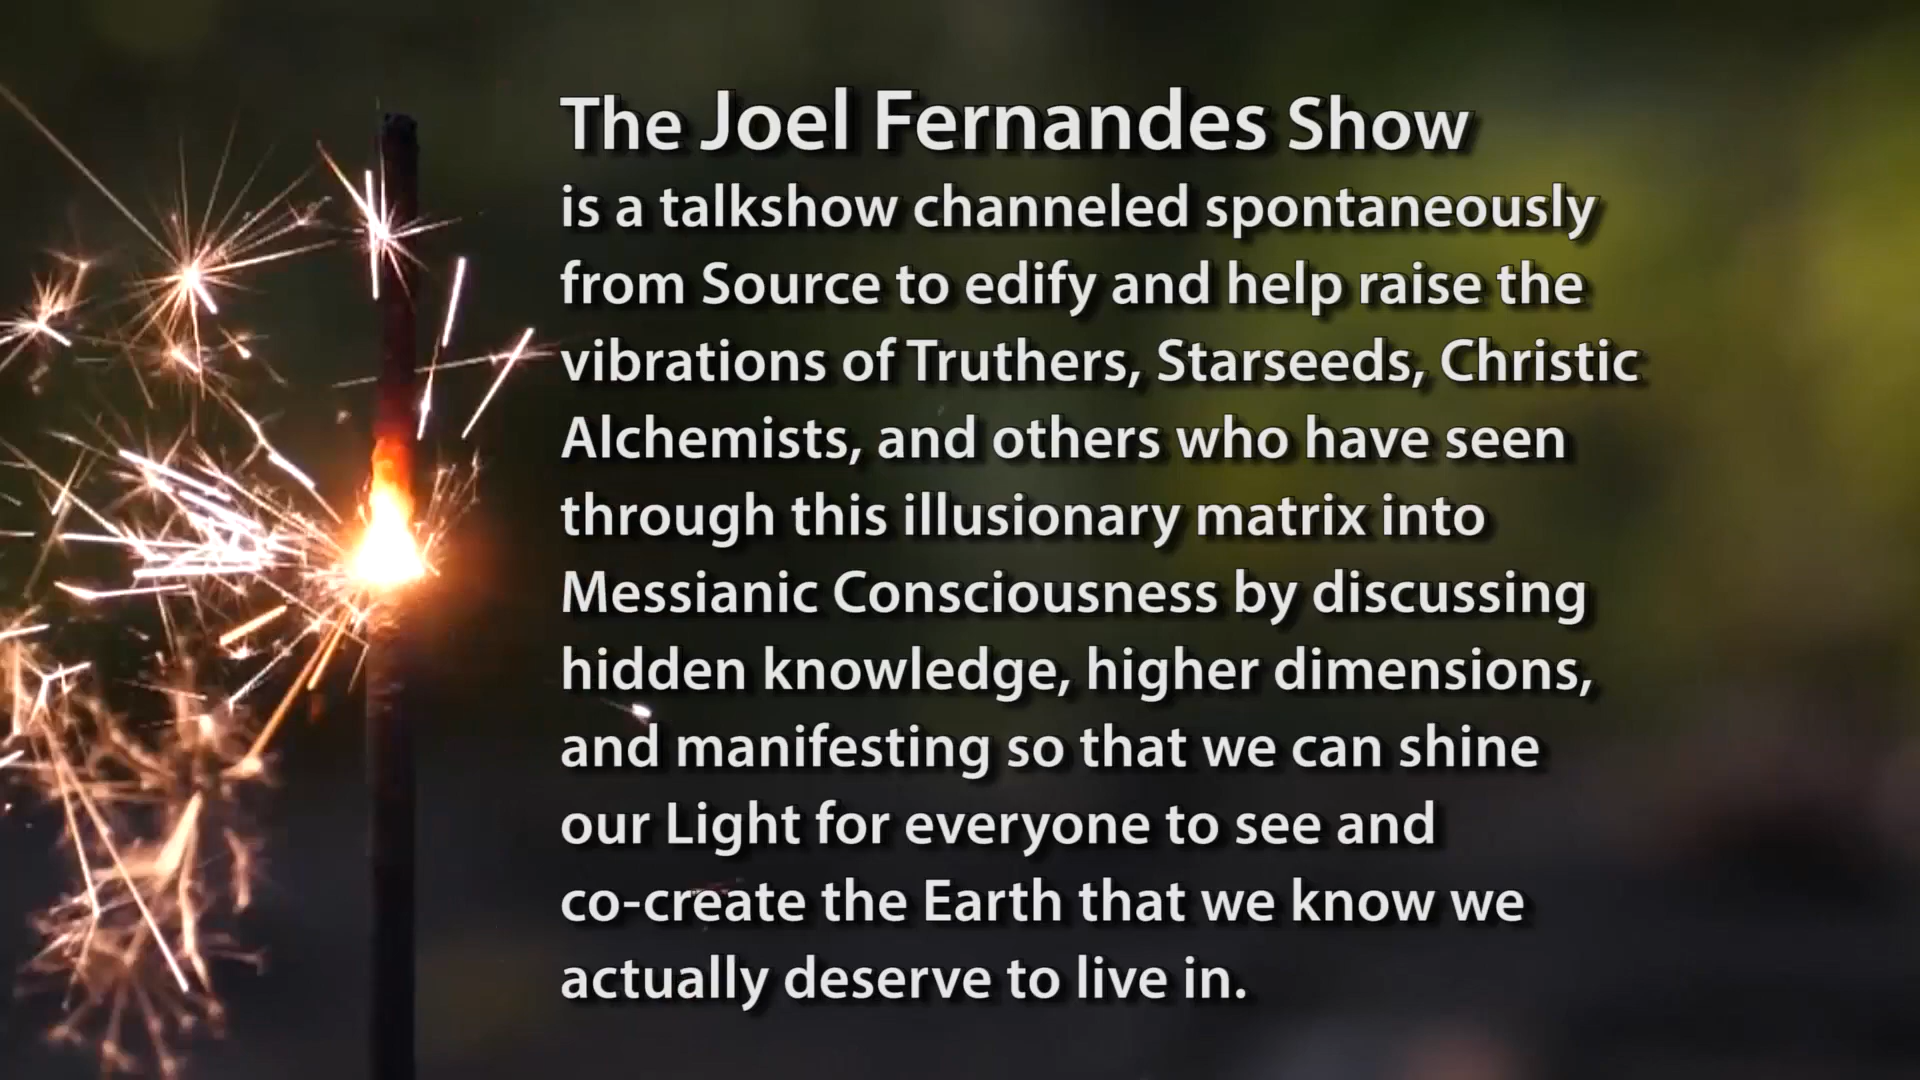 The Joel Fernandes Show
is a talkshow channeled spontaneously
from Source to edify and help raise the
vibrations of Truthers, Starseeds, Christic
Alchemists, and others who have seen
through this illusionary matrix into
Messianic Consciousness by discussing
hidden knowledge, higher dimensions,
and manifesting so that we can shine
our Light for everyone to see and
co-create the Earth that we know we
actually deserve to live in.